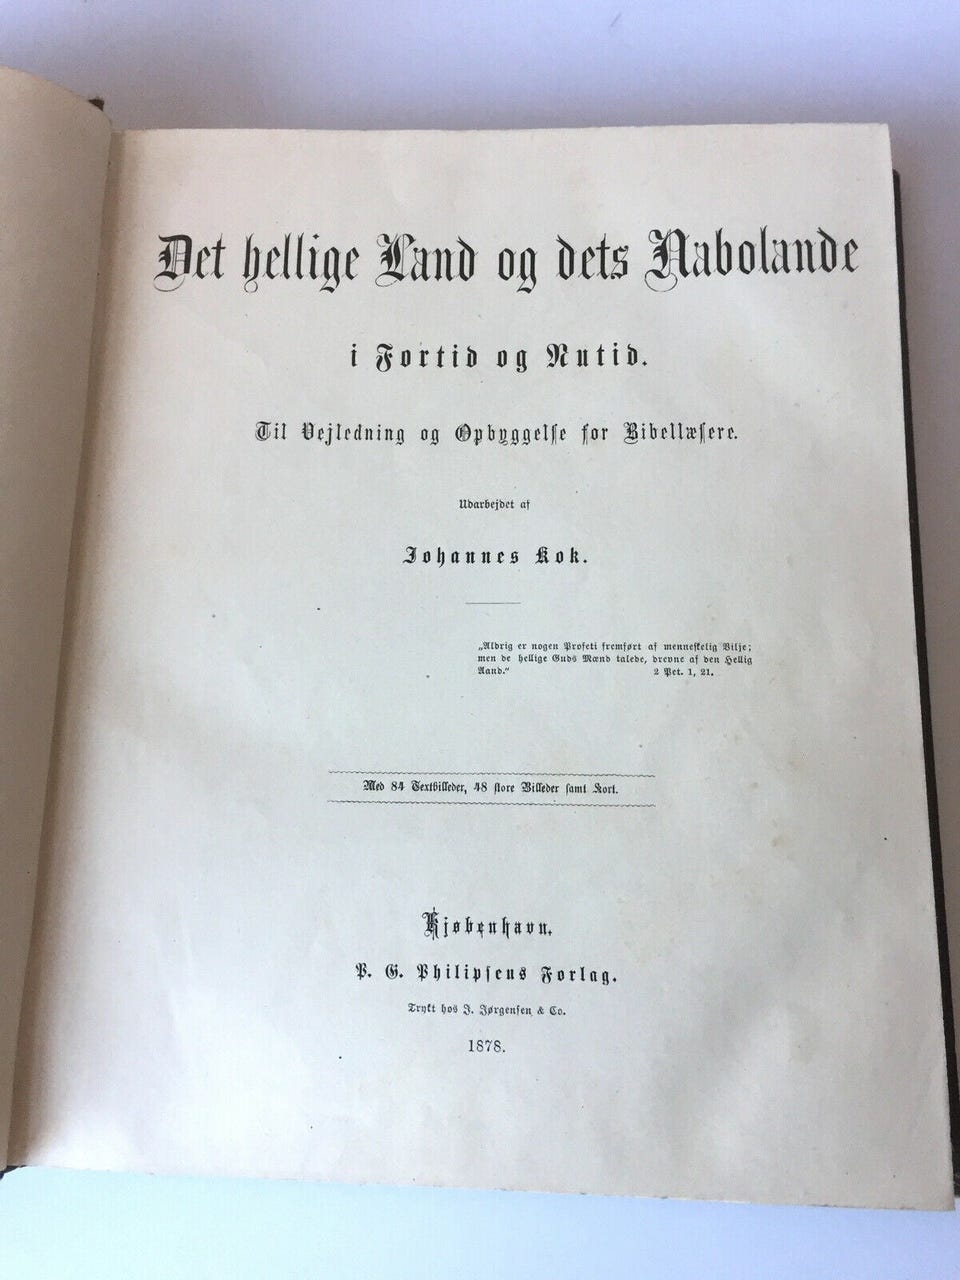 Det hellige Land og dets Nabolande
i Fortid og Nutid.
Til Vejledning og Opbyggelse for Bibellæsere.
Udarbejdet af
Johannes Kok.
„Aldrig er nogen Profeti fremført af menneskelig Vilje;
men de hellige Guds Mænd talede, drevne af den Hellig
Aand.“ 2 Pet. 1, 21.
Med 84 Textbilleder, 48 store Billeder samt Kort.
Kjøbenhavn.
P. G. Philipsens Forlag.
Trykt hos J. Jørgensen & Co.
1878.